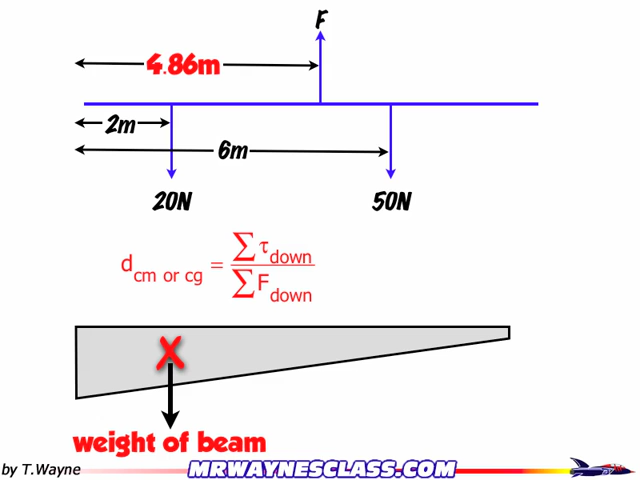 F
4.86m
2m
6m
20N 50N
d cm or cg = ∑ τ down / ∑ F down
X
weight of beam
by T.Wayne MRWAYNESCLASS.COM